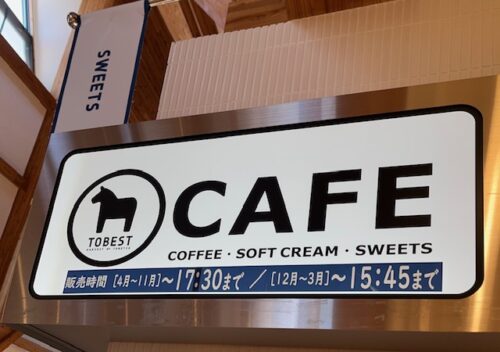 SWEETS
CAFE
TOBEST
COFFEE・SOFT CREAM・SWEETS
販売時間 [4月~11月]~17:30まで / [12月~3月]~15:45まで